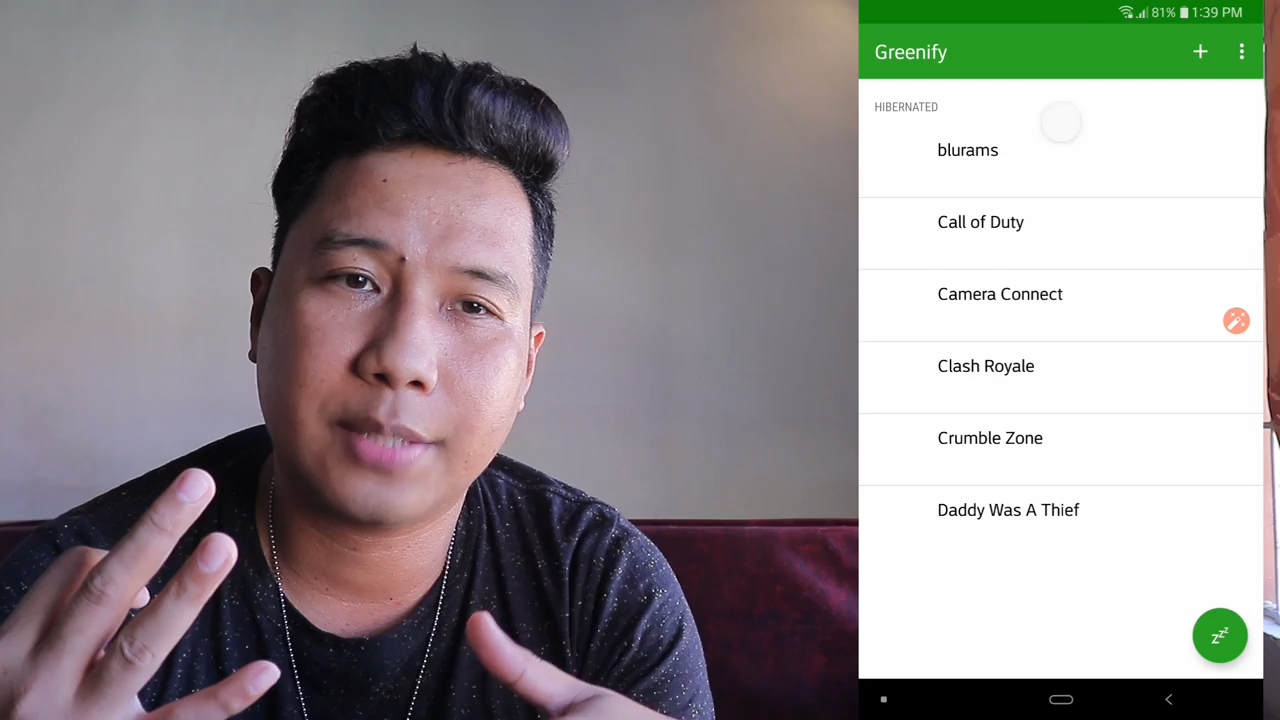 81% 1:39 PM
Greenify
HIBERNATED
blurams
Call of Duty
Camera Connect
Clash Royale
Crumble Zone
Daddy Was A Thief
zzz